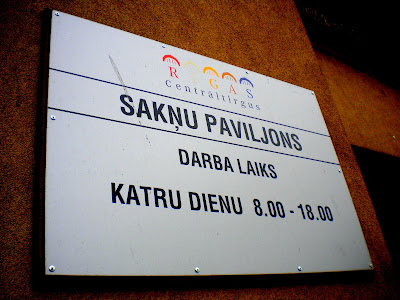 RĪGAS
Centrāltirgus
SAKŅU PAVILJONS
DARBA LAIKS
KATRU DIENU 8.00 - 18.00